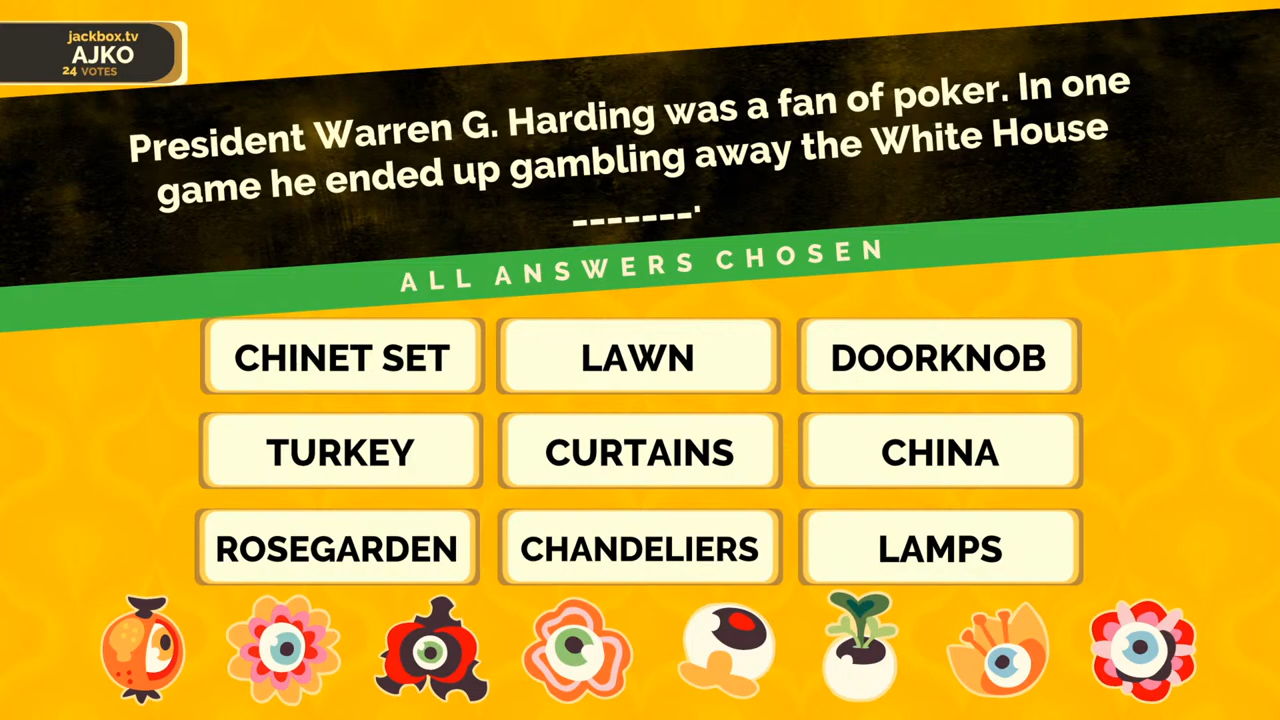 jackbox.tv
AJKO
24 VOTES
President Warren G. Harding was a fan of poker. In one
game he ended up gambling away the White House
_______.
ALL ANSWERS CHOSEN
CHINET SET
LAWN
DOORKNOB
TURKEY
CURTAINS
CHINA
ROSEGARDEN
CHANDELIERS
LAMPS